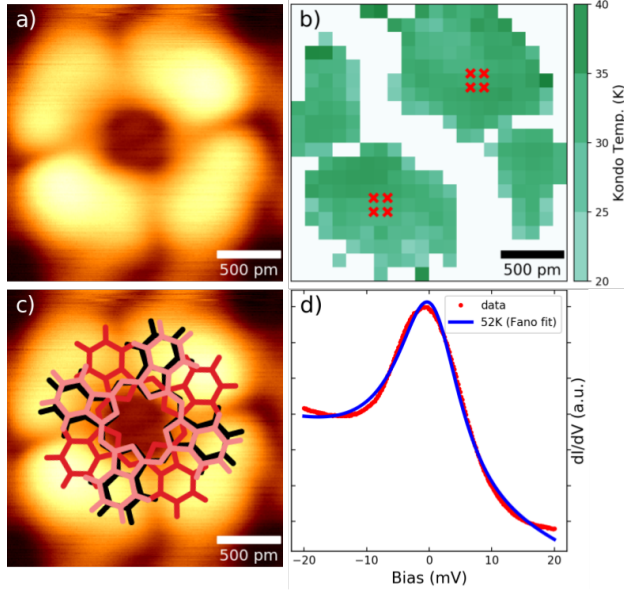 a)
500 pm
b)
500 pm
40
35
30
25
20
Kondo Temp. (K)
c)
500 pm
d)
data
52K (Fano fit)
dI/dV (a.u.)
−20
−10
0
10
20
Bias (mV)